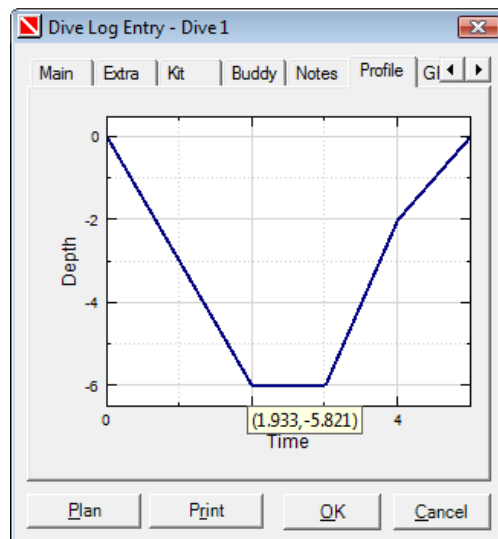 Dive Log Entry - Dive 1
Main Extra Kit Buddy Notes Profile
0
-2
-4
-6
Depth
0 4
(1.933,-5.821)
Time
Plan Print OK Cancel